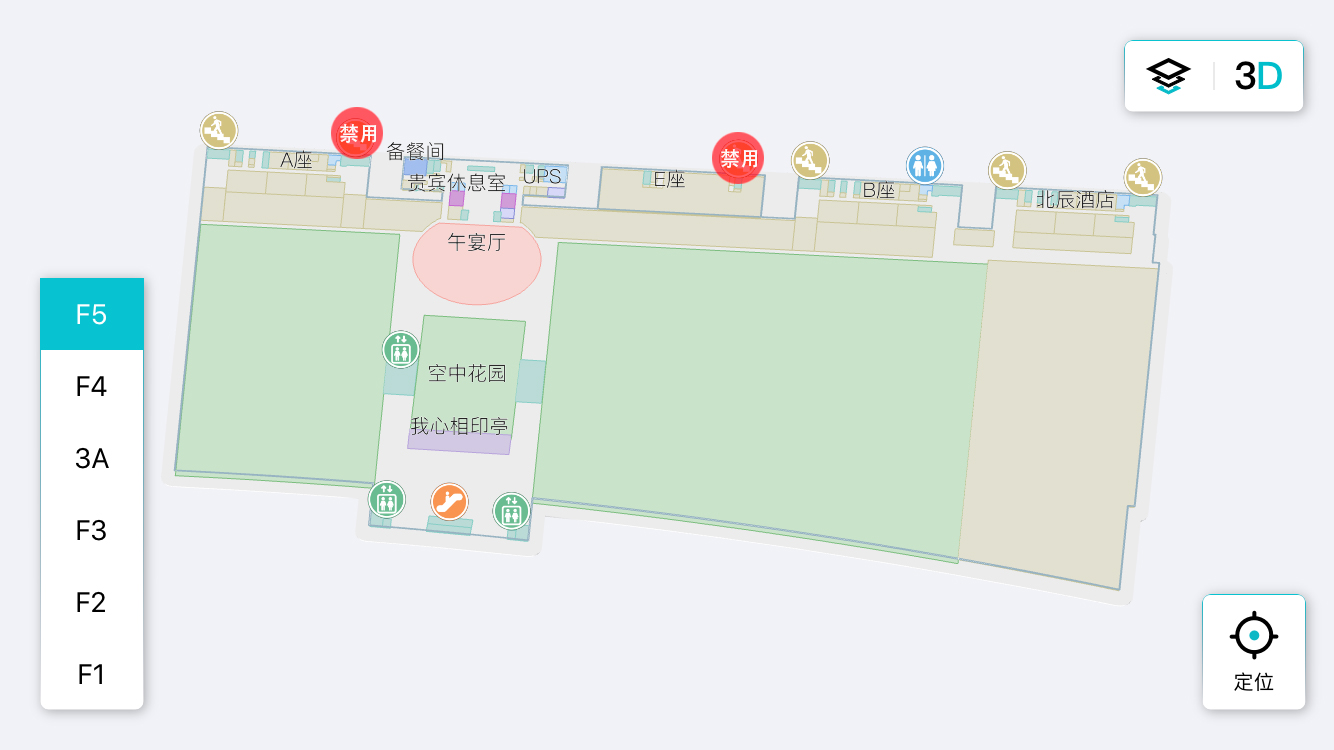 3D
禁用
备餐间
A座
禁用
贵宾休息室
UPS
E座
B座
北辰酒店
午宴厅
空中花园
我心相印亭
F5
F4
3A
F3
F2
F1
定位